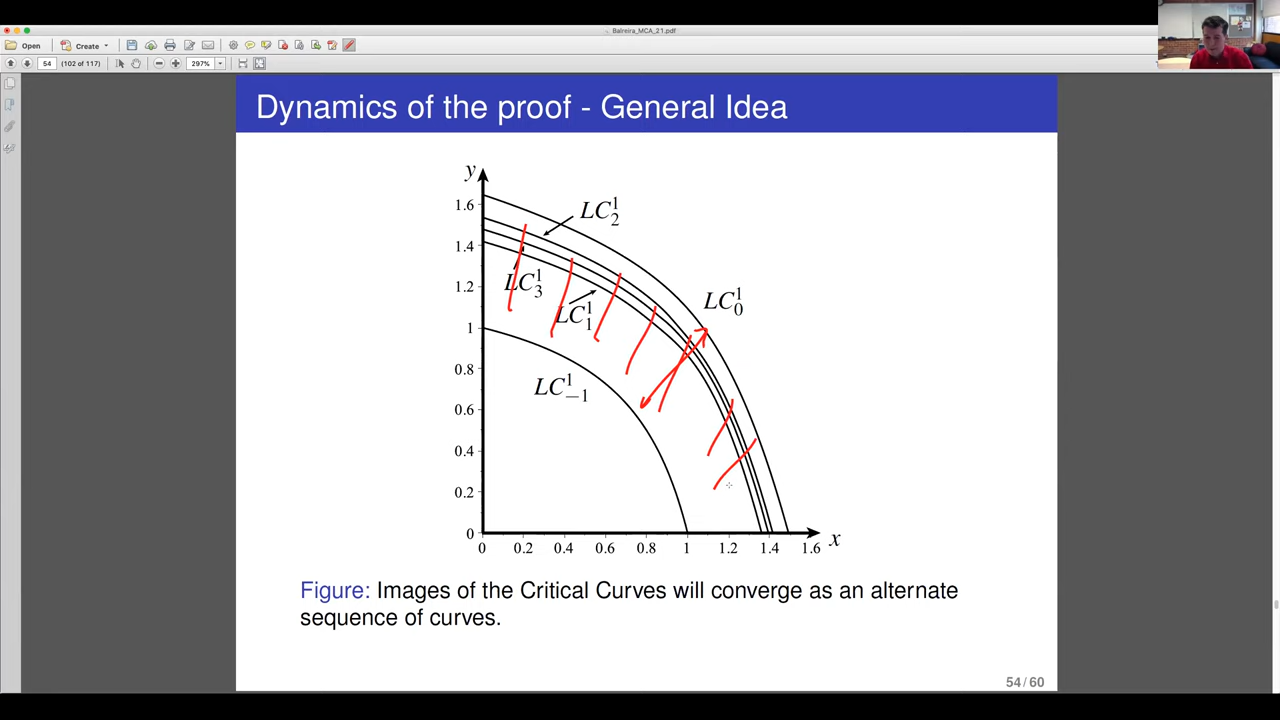 Balreira_MCA_21.pdf
Open
Create
54
(102 of 117)
297%
Dynamics of the proof - General Idea
y
1.6
LC₂¹
1.4
LC₃¹
1.2
LC₁¹
LC₀¹
1
0.8
LC₋₁¹
0.6
0.4
0.2
0
0 0.2 0.4 0.6 0.8 1 1.2 1.4 1.6
x
Figure: Images of the Critical Curves will converge as an alternate
sequence of curves.
54 / 60